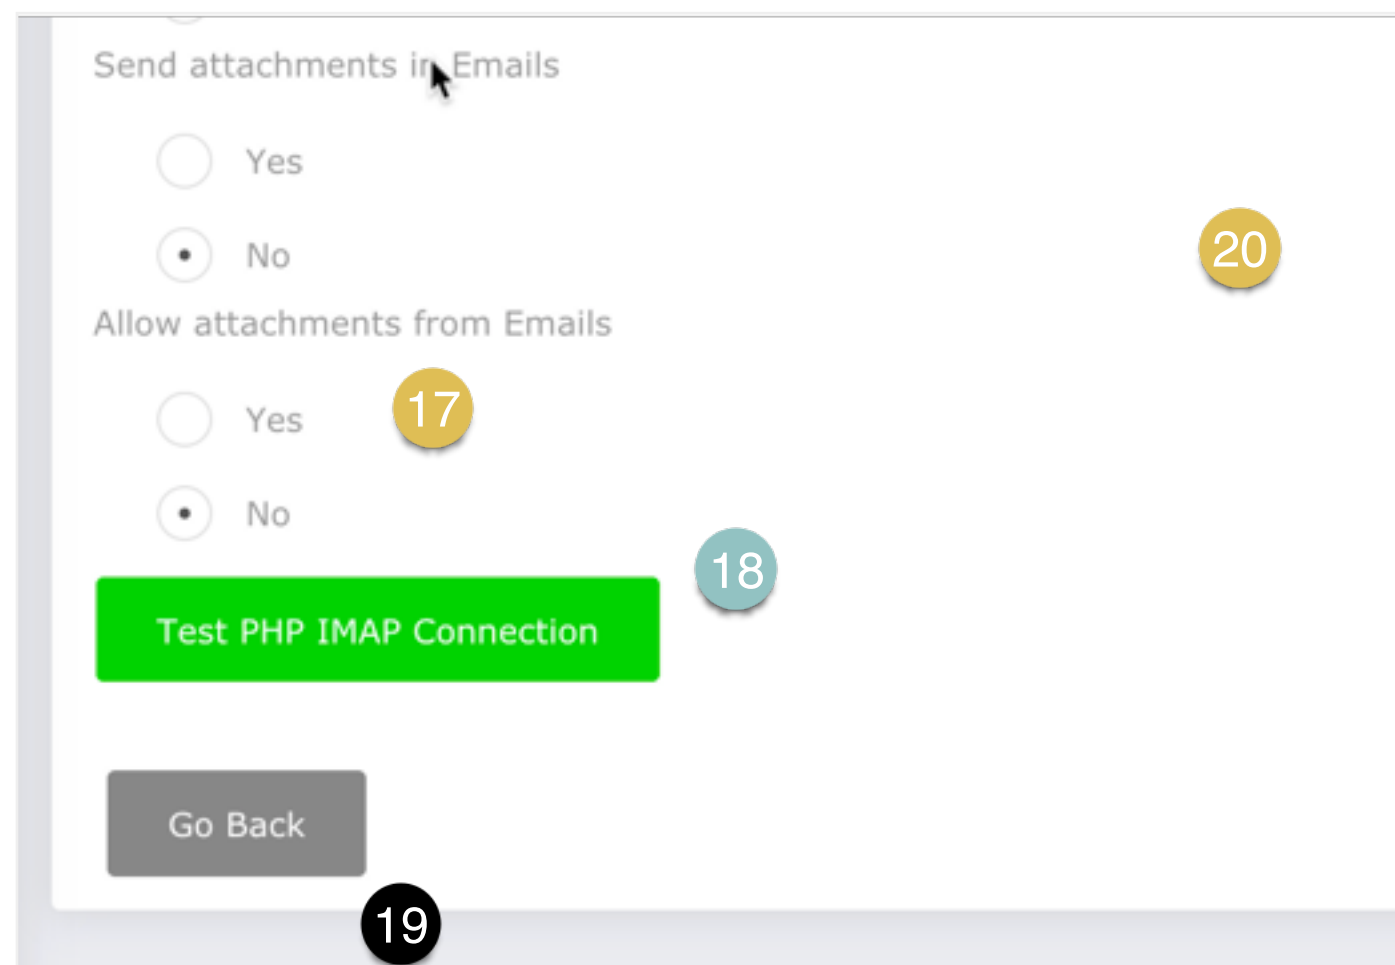 Send attachments in Emails
Yes
20
No
Allow attachments from Emails
Yes
17
No
18
Test PHP IMAP Connection
Go Back
19